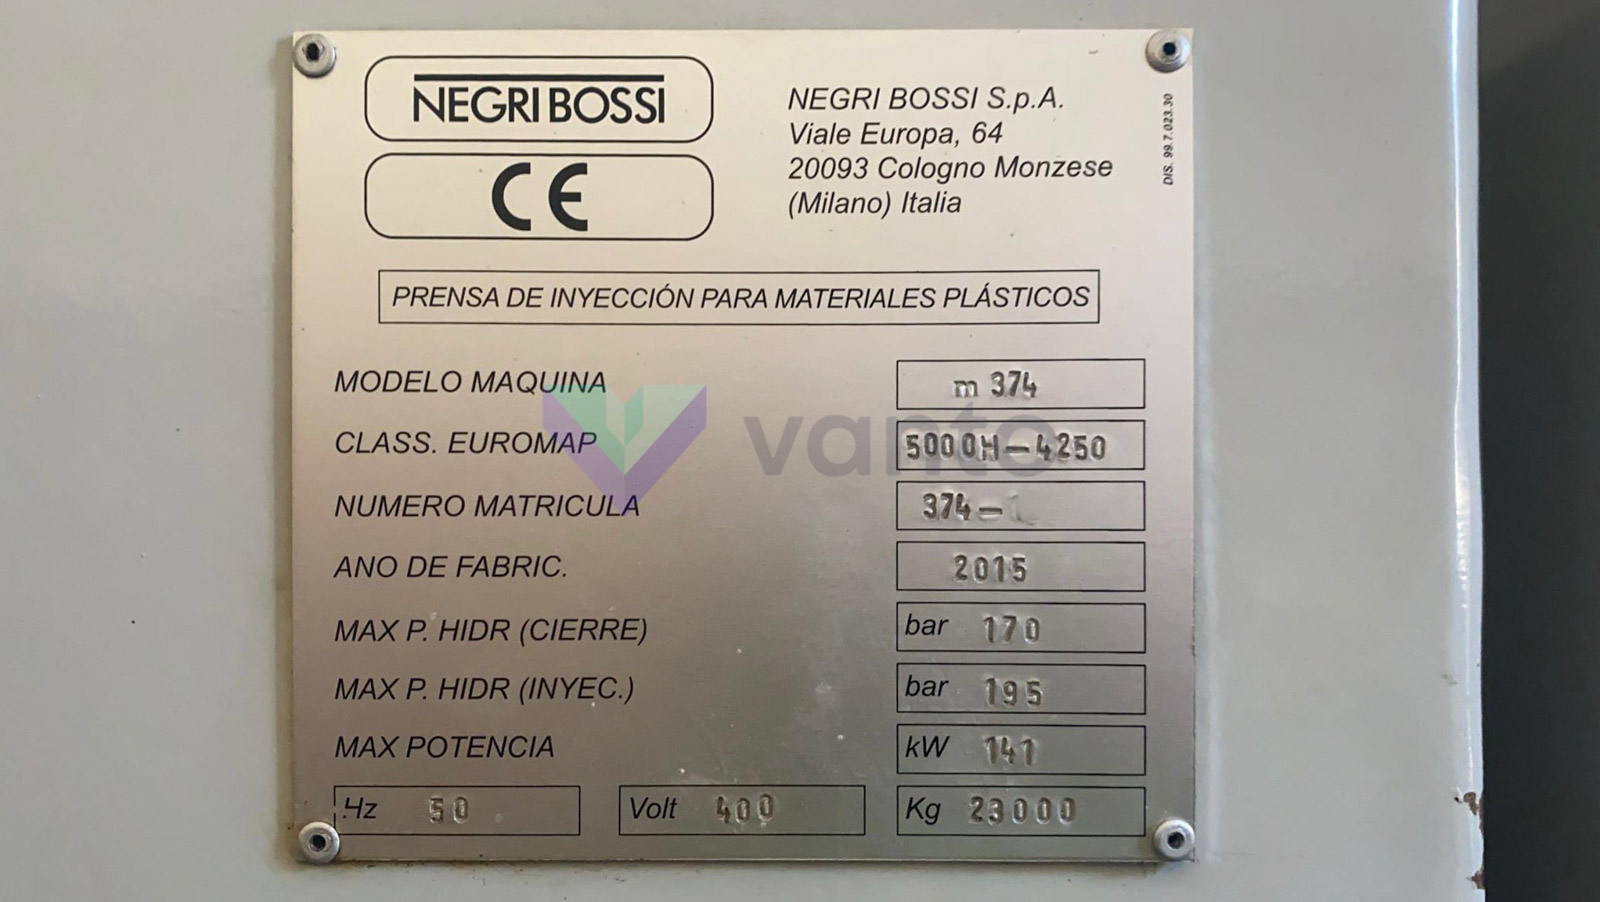 NEGRI BOSSI
CE
NEGRI BOSSI S.p.A.
Viale Europa, 64
20093 Cologno Monzese
(Milano) Italia
DIS. 99.7.023.30
PRENSA DE INYECCIÓN PARA MATERIALES PLÁSTICOS
MODELO MAQUINA m 374
CLASS. EUROMAP 5000H-4250
NUMERO MATRICULA 374-
ANO DE FABRIC. 2015
MAX P. HIDR (CIERRE) bar 170
MAX P. HIDR (INYEC.) bar 195
MAX POTENCIA kW 141
Hz 50 Volt 400 Kg 23000
vanto